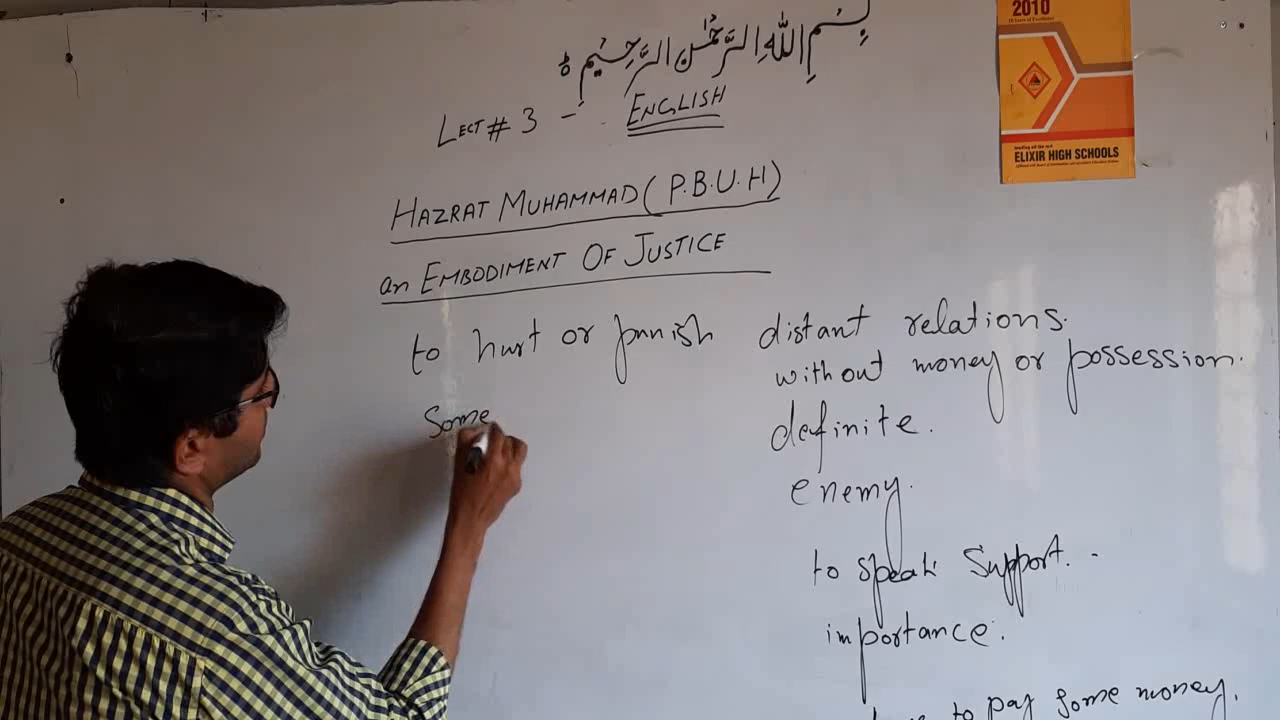 بِسْمِ اللّٰهِ الرَّحْمٰنِ الرَّحِيْمِ ہ
LECT # 3 - ENGLISH
HAZRAT MUHAMMAD (P.B.U.H)
an EMBODIMENT OF JUSTICE
to hurt or punish
Some
distant relations.
without money or possession.
definite.
enemy.
to speak support.
importance.
to pay some money.
2010
ELIXIR HIGH SCHOOLS